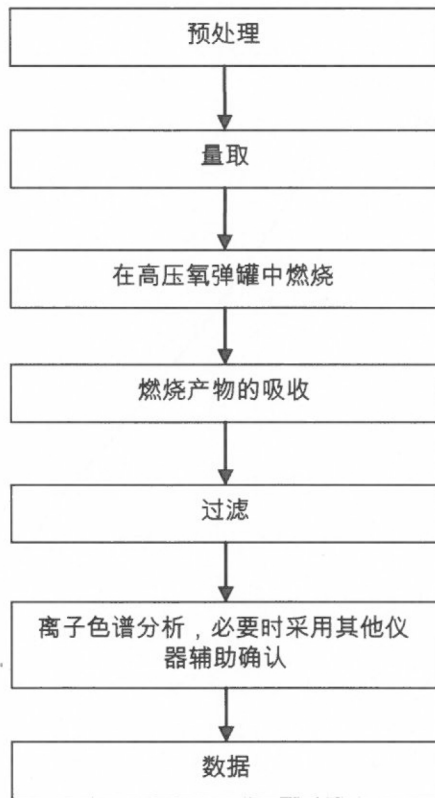 预处理
量取
在高压氧弹罐中燃烧
燃烧产物的吸收
过滤
离子色谱分析，必要时采用其他仪
器辅助确认
数据